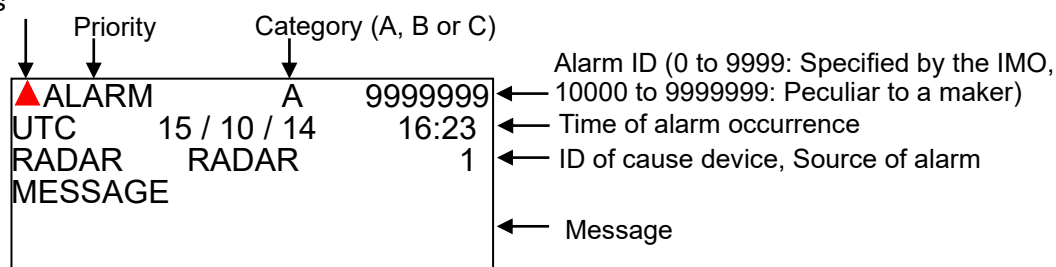 s
Priority Category (A, B or C)
Alarm ID (0 to 9999: Specified by the IMO,
10000 to 9999999: Peculiar to a maker)
ALARM A 9999999
UTC 15 / 10 / 14 16:23
Time of alarm occurrence
RADAR RADAR 1
ID of cause device, Source of alarm
MESSAGE
Message